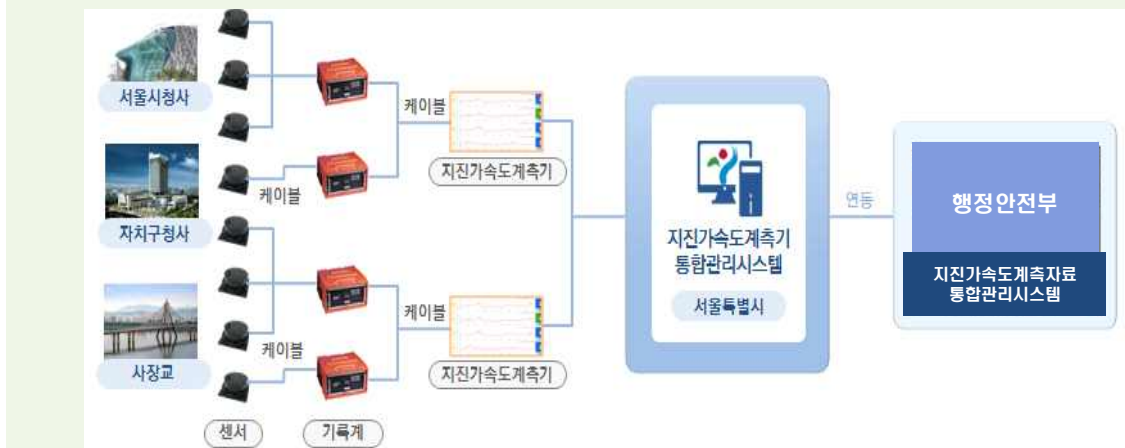 서울시청사
케이블
지진가속도계측기
케이블
자치구청사
지진가속도계측기
통합관리시스템
서울특별시
연동
행정안전부
지진가속도계측자료
통합관리시스템
케이블
케이블
사장교
지진가속도계측기
센서
기록계